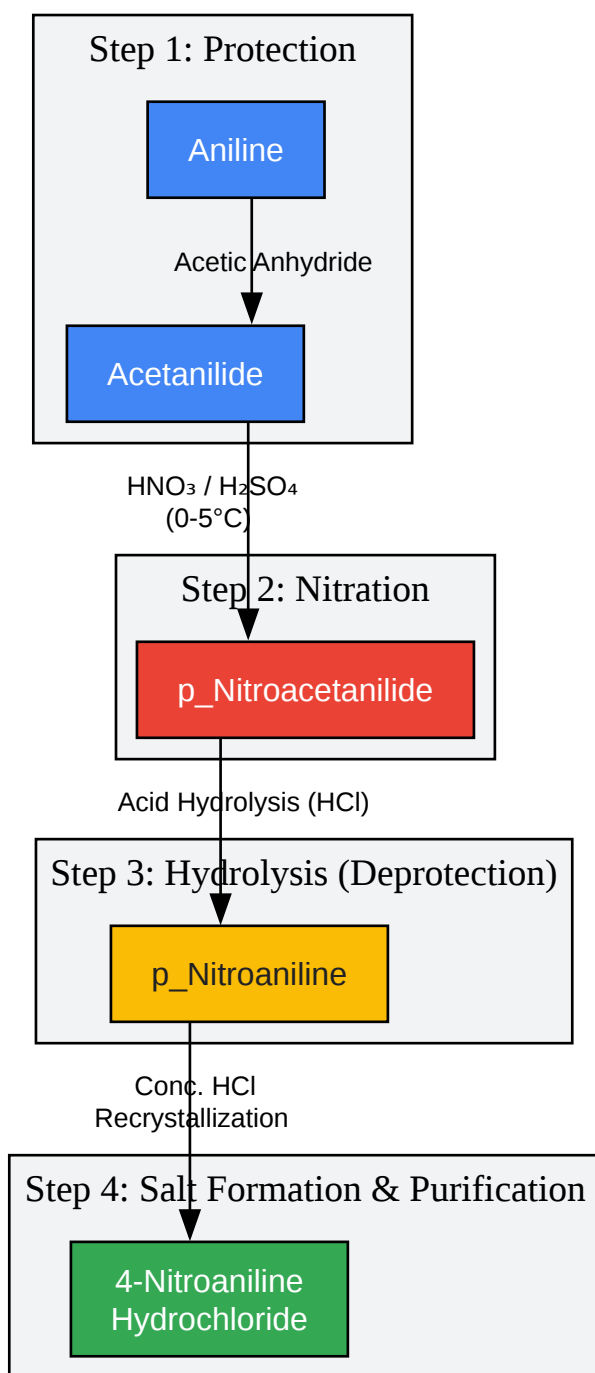 Step 1: Protection
Aniline
Acetic Anhydride
Acetanilide
HNO₃ / H₂SO₄
(0-5°C)
Step 2: Nitration
p_Nitroacetanilide
Acid Hydrolysis (HCl)
Step 3: Hydrolysis (Deprotection)
p_Nitroaniline
Conc. HCl
Recrystallization
Step 4: Salt Formation & Purification
4-Nitroaniline
Hydrochloride